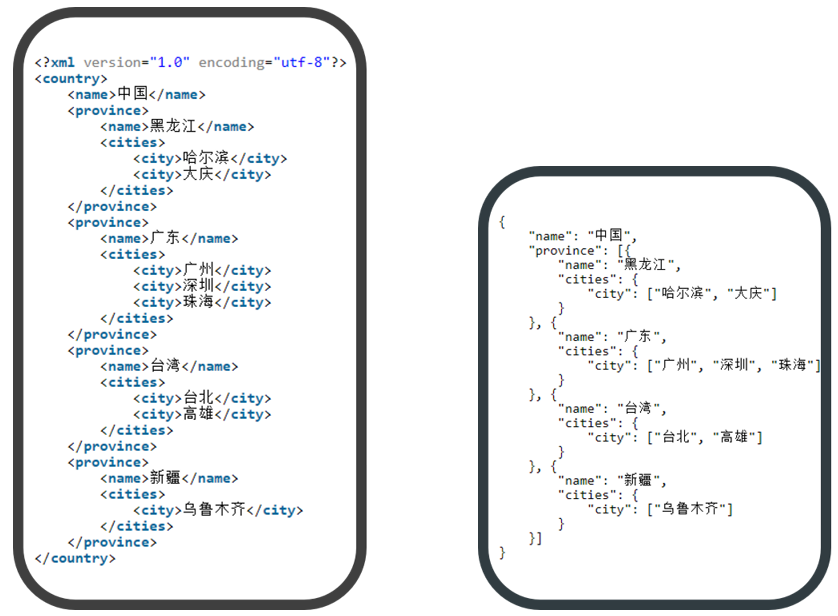 <?xml version="1.0" encoding="utf-8"?>
<country>
    <name>中国</name>
    <province>
        <name>黑龙江</name>
        <cities>
            <city>哈尔滨</city>
            <city>大庆</city>
        </cities>
    </province>
    <province>
        <name>广东</name>
        <cities>
            <city>广州</city>
            <city>深圳</city>
            <city>珠海</city>
        </cities>
    </province>
    <province>
        <name>台湾</name>
        <cities>
            <city>台北</city>
            <city>高雄</city>
        </cities>
    </province>
    <province>
        <name>新疆</name>
        <cities>
            <city>乌鲁木齐</city>
        </cities>
    </province>
</country>
{
    "name": "中国",
    "province": [{
        "name": "黑龙江",
        "cities": {
            "city": ["哈尔滨", "大庆"]
        }
    }, {
        "name": "广东",
        "cities": {
            "city": ["广州", "深圳", "珠海"]
        }
    }, {
        "name": "台湾",
        "cities": {
            "city": ["台北", "高雄"]
        }
    }, {
        "name": "新疆",
        "cities": {
            "city": ["乌鲁木齐"]
        }
    }]
}